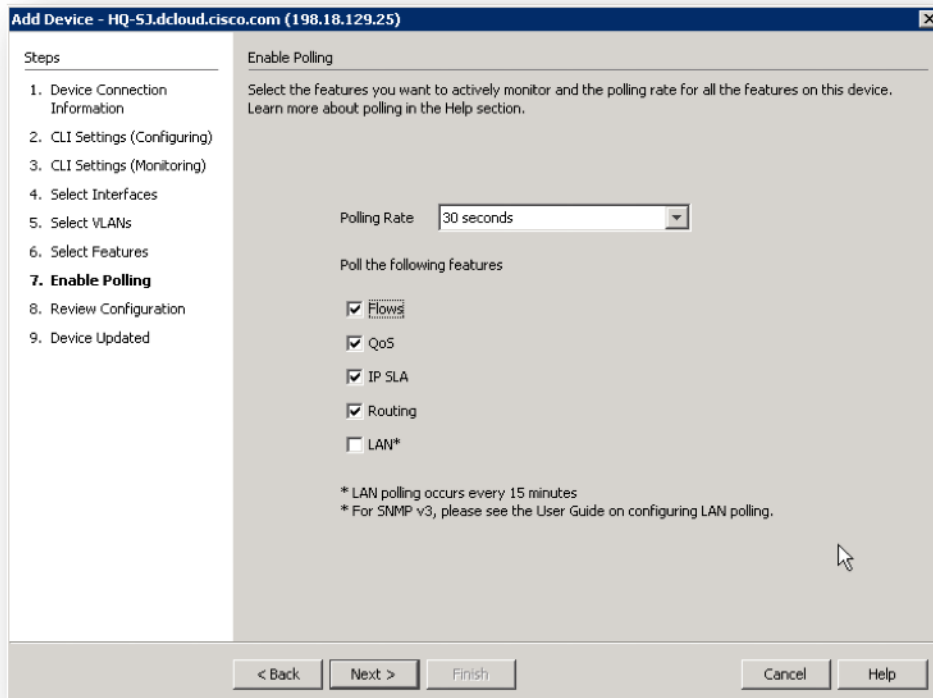 Add Device - HQ-SJ.dcloud.cisco.com (198.18.129.25)
Steps
1. Device Connection
Information
2. CLI Settings (Configuring)
3. CLI Settings (Monitoring)
4. Select Interfaces
5. Select VLANs
6. Select Features
7. Enable Polling
8. Review Configuration
9. Device Updated
Enable Polling
Select the features you want to actively monitor and the polling rate for all the features on this device.
Learn more about polling in the Help section.
Polling Rate 30 seconds
Poll the following features
Flows
QoS
IP SLA
Routing
LAN*
* LAN polling occurs every 15 minutes
* For SNMP v3, please see the User Guide on configuring LAN polling.
< Back Next > Finish Cancel Help